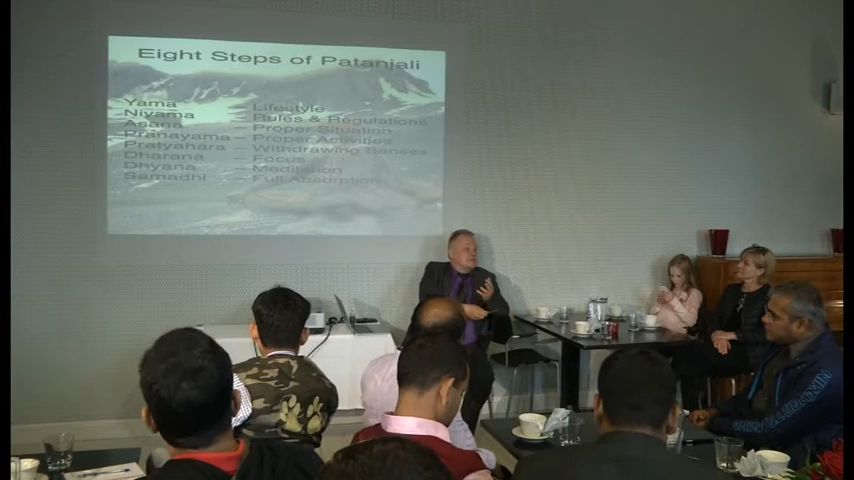 Eight Steps of Patanjali
Yama – Lifestyle
Niyama – Rules & Regulations
Asana – Proper Situation
Pranayama – Proper Activities
Pratyahara – Withdrawing Senses
Dharana – Focus
Dhyana – Meditation
Samadhi – Full Absorption